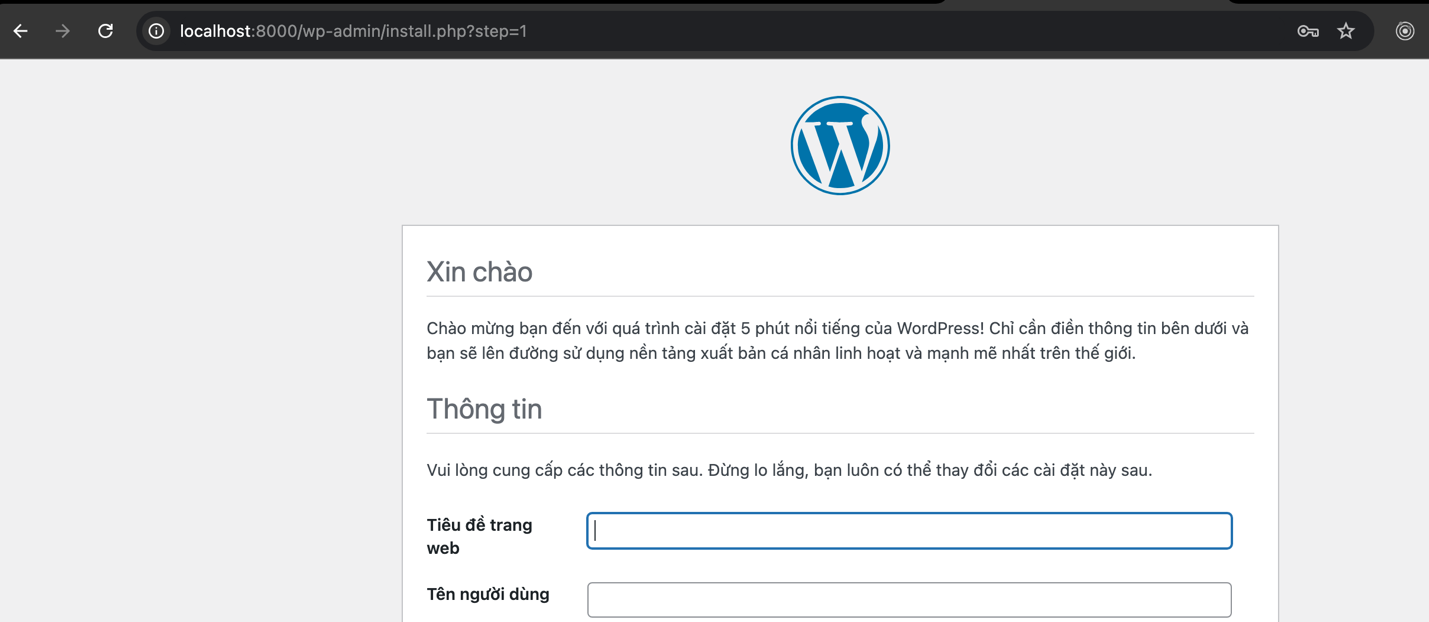 localhost:8000/wp-admin/install.php?step=1
Xin chào
Chào mừng bạn đến với quá trình cài đặt 5 phút nổi tiếng của WordPress! Chỉ cần điền thông tin bên dưới và
bạn sẽ lên đường sử dụng nền tảng xuất bản cá nhân linh hoạt và mạnh mẽ nhất trên thế giới.
Thông tin
Vui lòng cung cấp các thông tin sau. Đừng lo lắng, bạn luôn có thể thay đổi các cài đặt này sau.
Tiêu đề trang
web
Tên người dùng